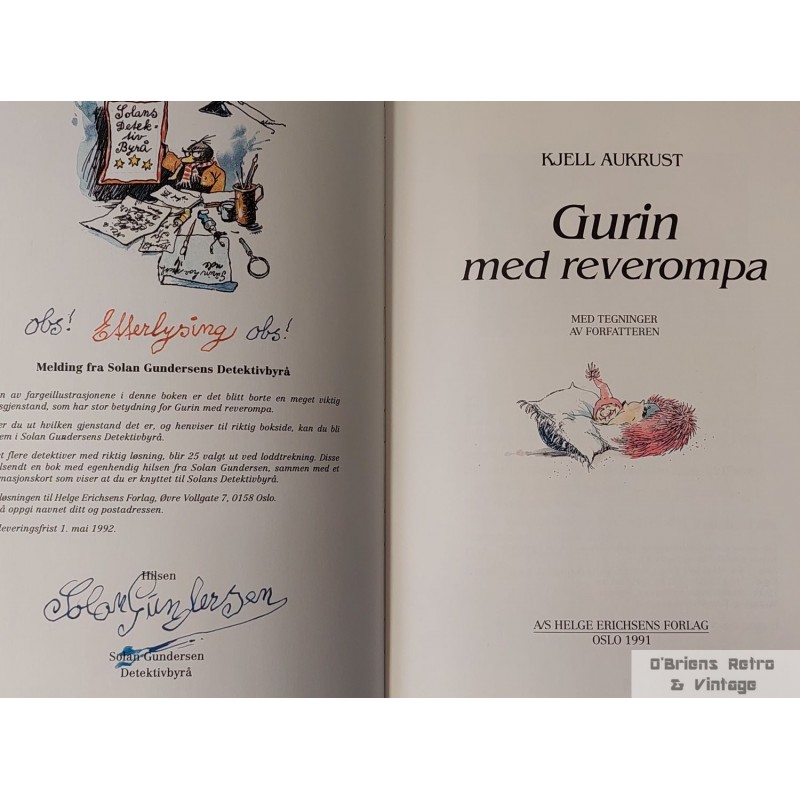 Solans
Detek-
tiv
Byrå
obs! Etterlysing obs!
Melding fra Solan Gundersens Detektivbyrå
av fargeillustrasjonene i denne boken er det blitt borte en meget viktig
sgjenstand, som har stor betydning for Gurin med reverompa.
er du ut hvilken gjenstand det er, og henviser til riktig bokside, kan du bli
em i Solan Gundersens Detektivbyrå.
et flere detektiver med riktig løsning, blir 25 valgt ut ved loddtrekning. Disse
ilsendt en bok med egenhendig hilsen fra Solan Gundersen, sammen med et
masjonskort som viser at du er knyttet til Solans Detektivbyrå.
løsningen til Helge Erichsens Forlag, Øvre Vollgate 7, 0158 Oslo.
å oppgi navnet ditt og postadressen.
leveringsfrist 1. mai 1992.
Hilsen
Solan Gundersen
Solan Gundersen
Detektivbyrå
KJELL AUKRUST
Gurin
med reverompa
MED TEGNINGER
AV FORFATTEREN
A/S HELGE ERICHSENS FORLAG
OSLO 1991
O'Briens Retro
& Vintage